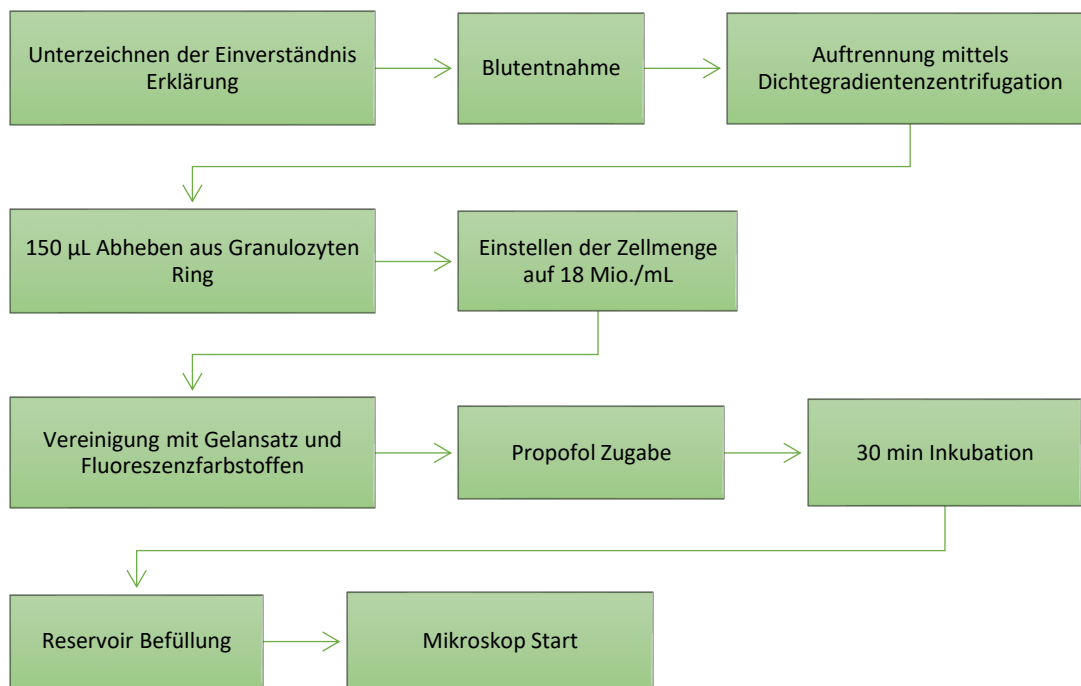 Unterzeichnen der Einverständnis
Erklärung
Blutentnahme
Auftrennung mittels
Dichtegradientenzentrifugation
150 µL Abheben aus Granulozyten
Ring
Einstellen der Zellmenge
auf 18 Mio./mL
Vereinigung mit Gelansatz und
Fluoreszenzfarbstoffen
Propofol Zugabe
30 min Inkubation
Reservoir Befüllung
Mikroskop Start